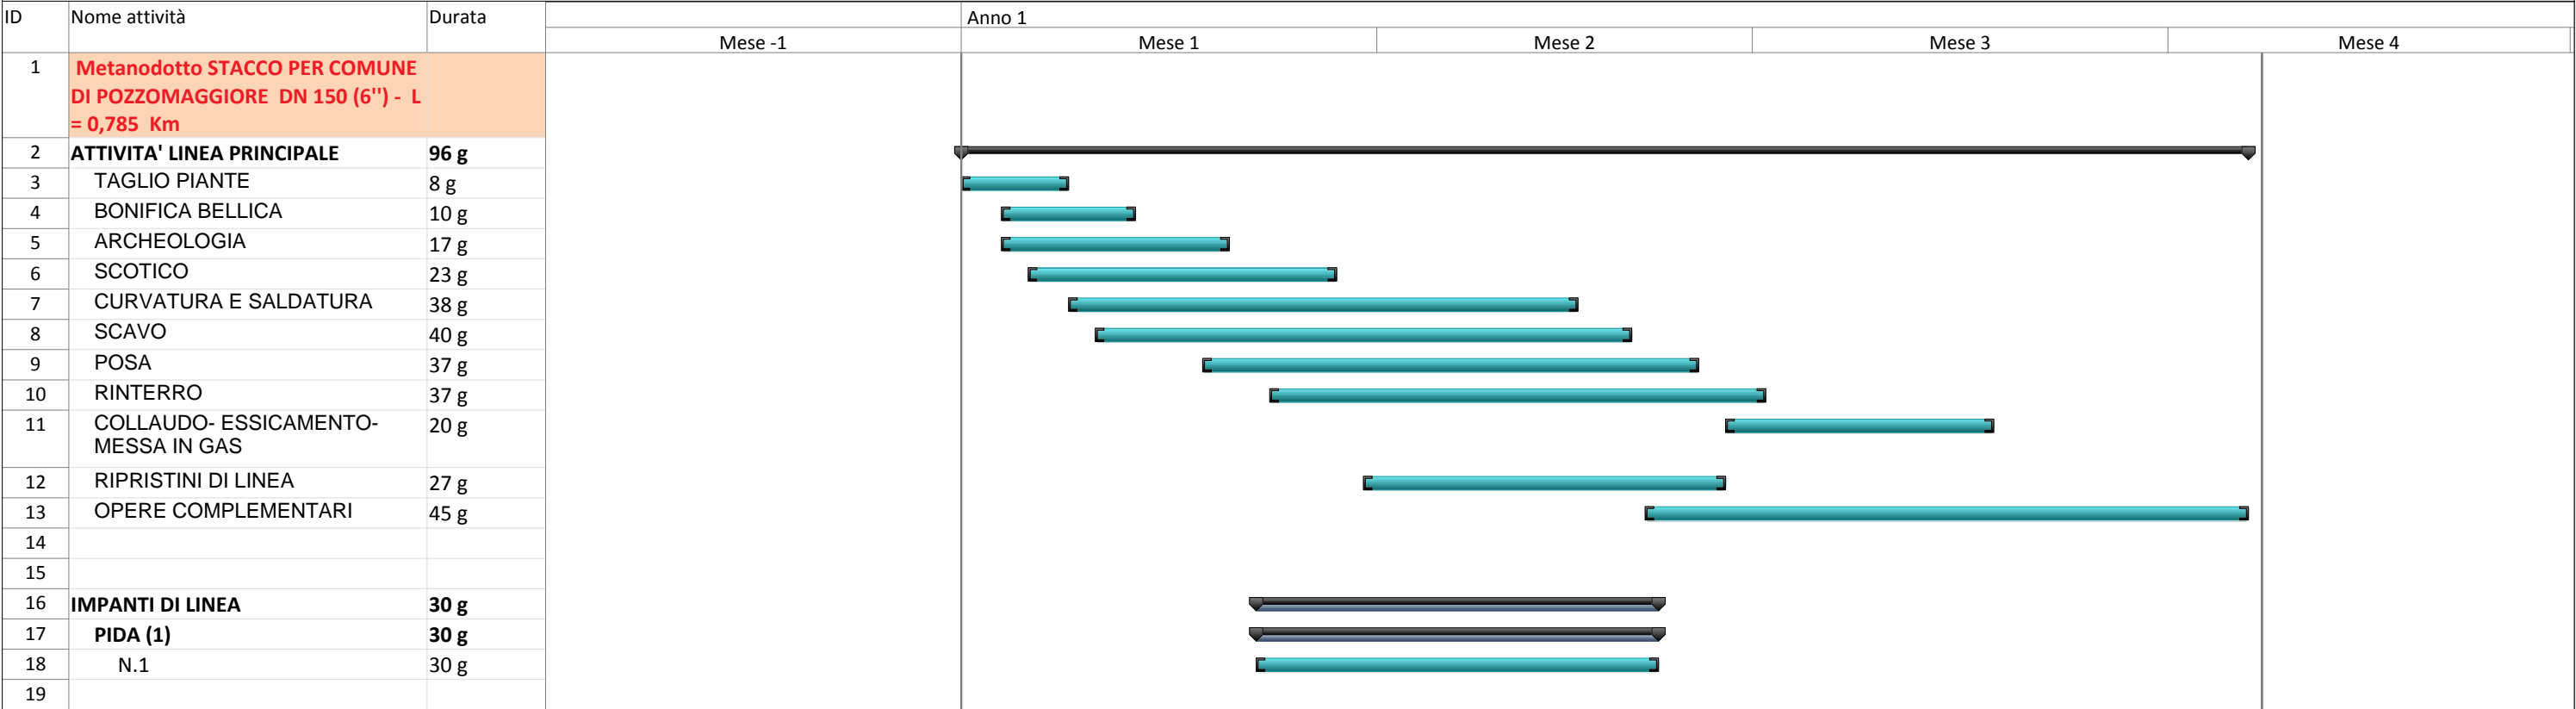 ID Nome attività Durata Anno 1
Mese -1 Mese 1 Mese 2 Mese 3 Mese 4
1 Metanodotto STACCO PER COMUNE
DI POZZOMAGGIORE DN 150 (6'') - L
= 0,785 Km
2 ATTIVITA' LINEA PRINCIPALE 96 g
3 TAGLIO PIANTE 8 g
4 BONIFICA BELLICA 10 g
5 ARCHEOLOGIA 17 g
6 SCOTICO 23 g
7 CURVATURA E SALDATURA 38 g
8 SCAVO 40 g
9 POSA 37 g
10 RINTERRO 37 g
11 COLLAUDO- ESSICAMENTO- 20 g
MESSA IN GAS
12 RIPRISTINI DI LINEA 27 g
13 OPERE COMPLEMENTARI 45 g
14
15
16 IMPANTI DI LINEA 30 g
17 PIDA (1) 30 g
18 N.1 30 g
19